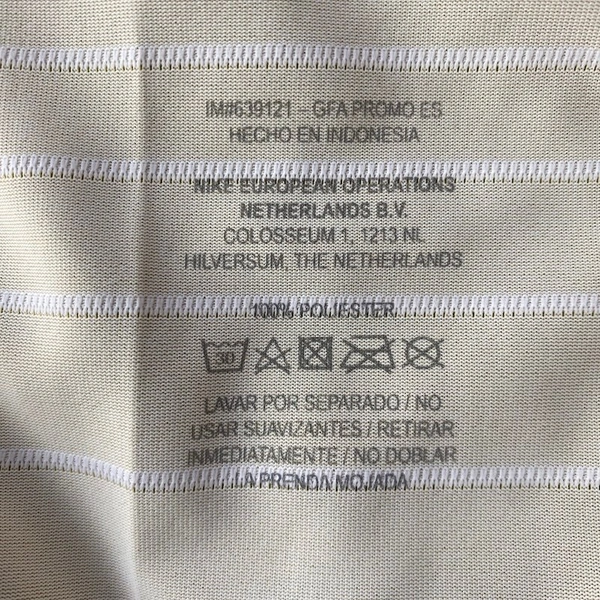 IM#639121 – GFA PROMO ES
HECHO EN INDONESIA
NIKE EUROPEAN OPERATIONS
NETHERLANDS B.V.
COLOSSEUM 1, 1213 NL
HILVERSUM, THE NETHERLANDS
100% POLIESTER
30
LAVAR POR SEPARADO / NO
USAR SUAVIZANTES / RETIRAR
INMEDIATAMENTE / NO DOBLAR
LA PRENDA MOJADA